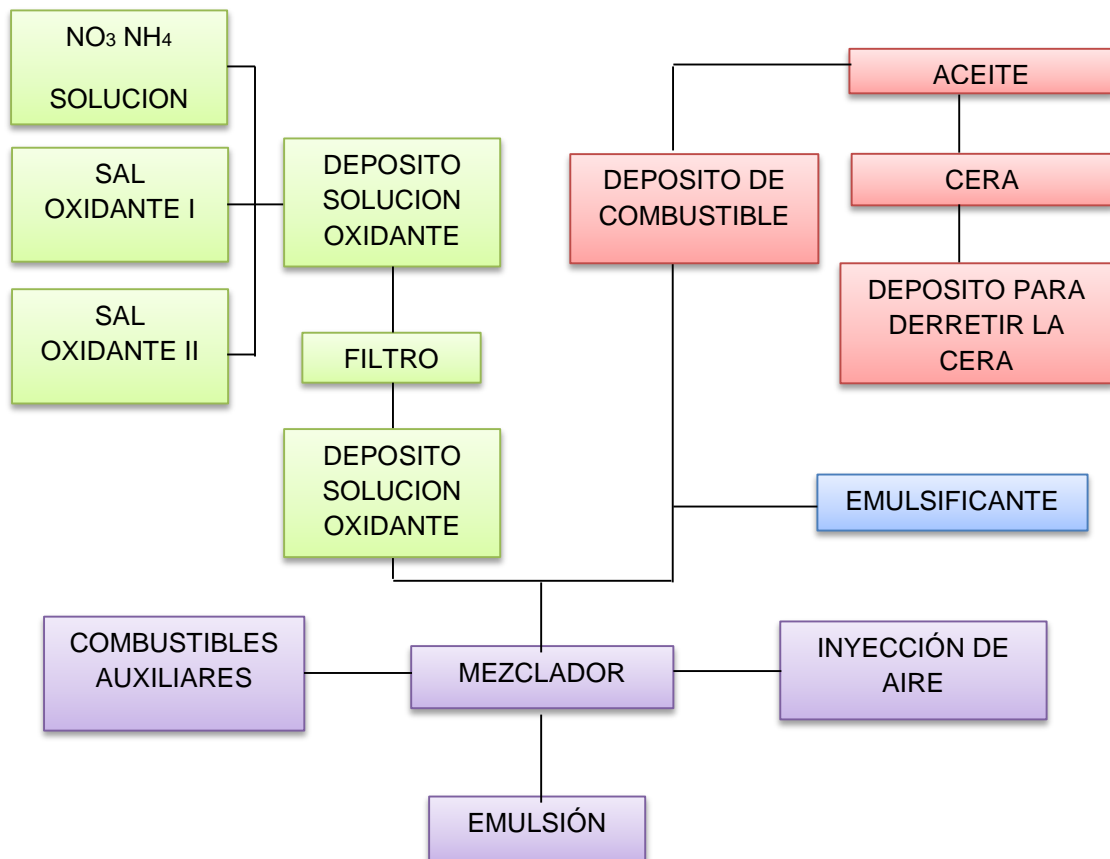 NO3 NH4
SOLUCION
SAL
OXIDANTE I
SAL
OXIDANTE II
DEPOSITO
SOLUCION
OXIDANTE
FILTRO
DEPOSITO
SOLUCION
OXIDANTE
ACEITE
DEPOSITO DE
COMBUSTIBLE
CERA
DEPOSITO PARA
DERRETIR LA
CERA
EMULSIFICANTE
COMBUSTIBLES
AUXILIARES
MEZCLADOR
INYECCIÓN DE
AIRE
EMULSIÓN